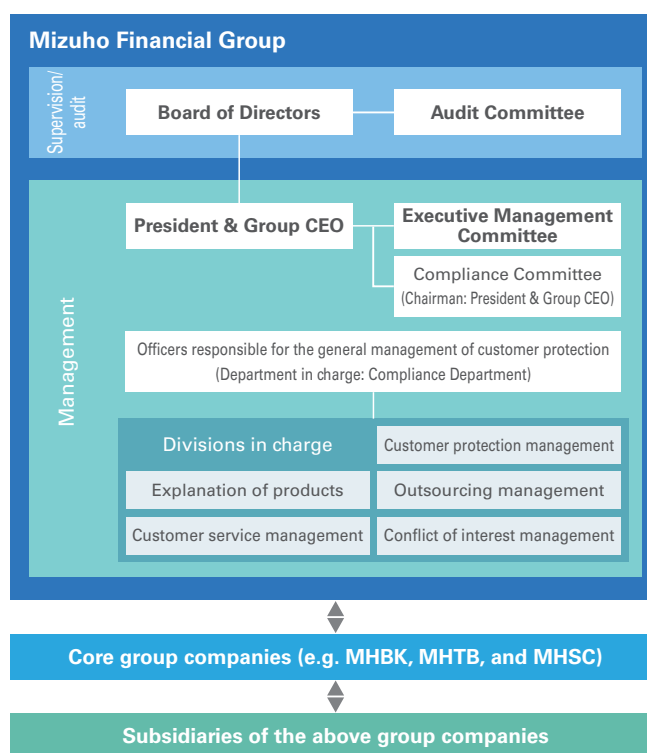 Mizuho Financial Group
Supervision/
audit
Board of Directors
Audit Committee
Management
President & Group CEO
Executive Management
Committee
Compliance Committee
(Chairman: President & Group CEO)
Officers responsible for the general management of customer protection
(Department in charge: Compliance Department)
Divisions in charge
Customer protection management
Explanation of products
Outsourcing management
Customer service management
Conflict of interest management
Core group companies (e.g. MHBK, MHTB, and MHSC)
Subsidiaries of the above group companies